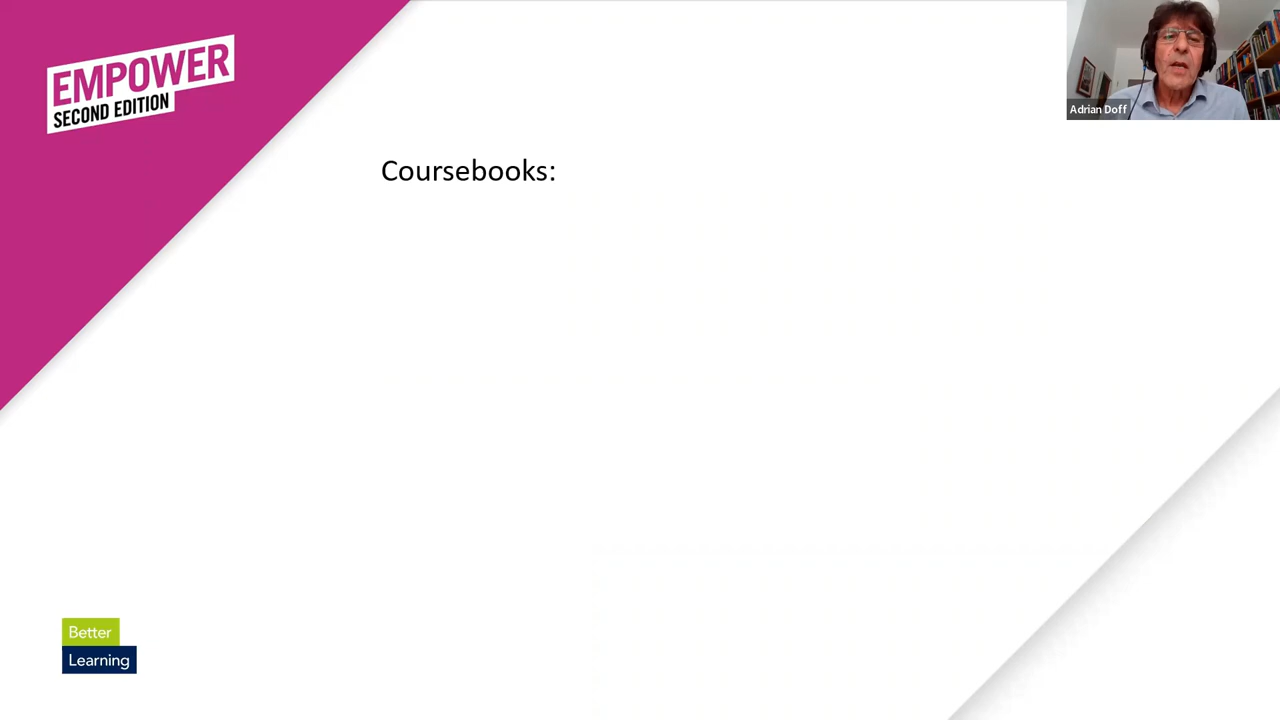 EMPOWER
SECOND EDITION
Adrian Doff
Coursebooks:
Better
Learning